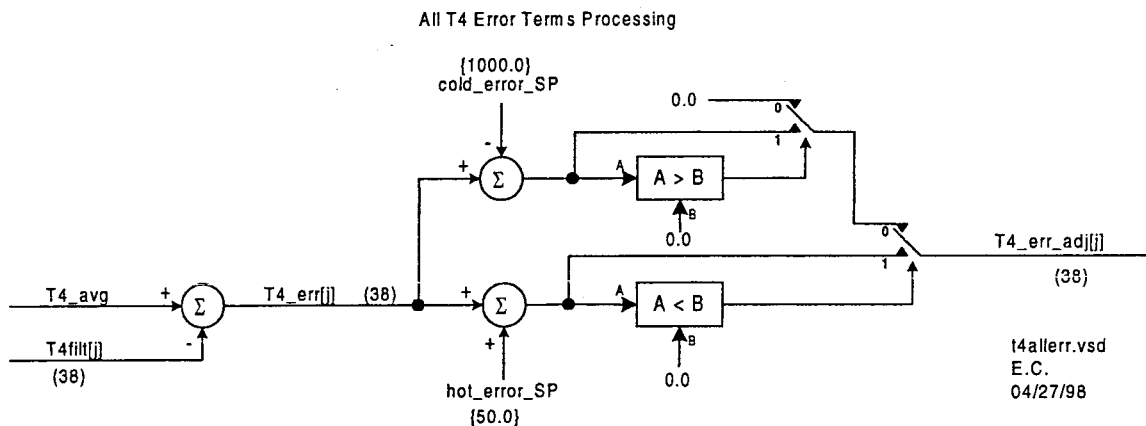 All T4 Error Terms Processing
{1000.0}
cold_error_SP
0.0
0
1
-
+
Σ
A
A > B
B
0.0
0
1
T4_err_adj[j]
(38)
T4_avg
+
Σ
T4_err[j]
(38)
+
Σ
A
A < B
B
T4filt[j]
-
(38)
+
0.0
hot_error_SP
{50.0}
t4allerr.vsd
E.C.
04/27/98